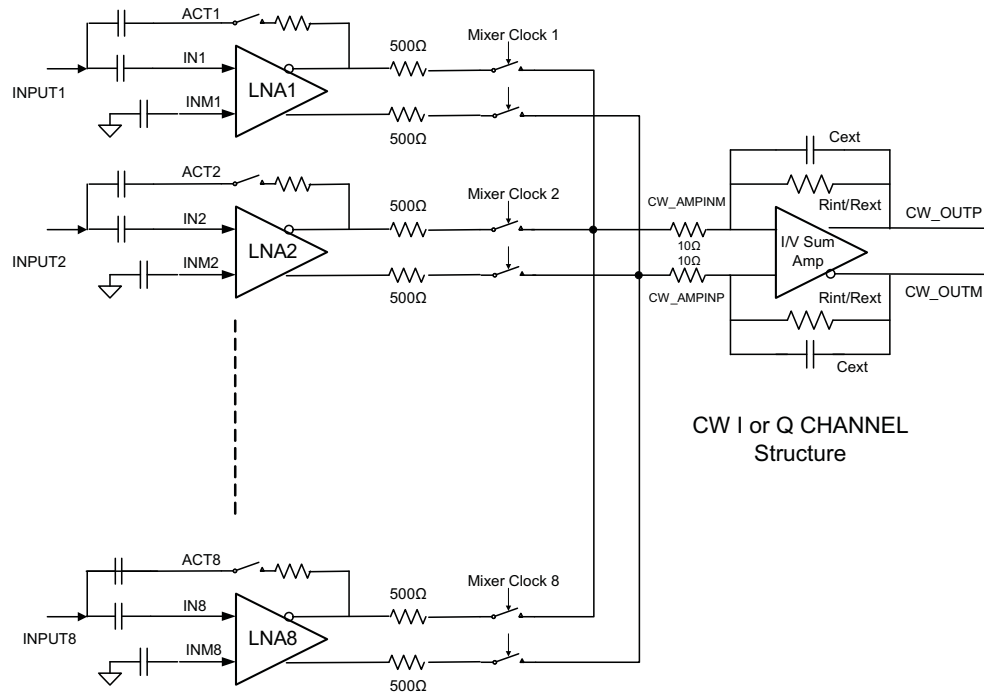 ACT1
500Ω
Mixer Clock 1
INPUT1
IN1
LNA1
INM1
500Ω
Cext
ACT2
500Ω
Mixer Clock 2
Rint/Rext
CW_AMPINM
CW_OUTP
INPUT2
IN2
LNA2
10Ω
10Ω
I/V Sum
Amp
INM2
500Ω
CW_AMPINP
CW_OUTM
Rint/Rext
Cext
CW I or Q CHANNEL
Structure
ACT8
500Ω
Mixer Clock 8
INPUT8
IN8
LNA8
INM8
500Ω